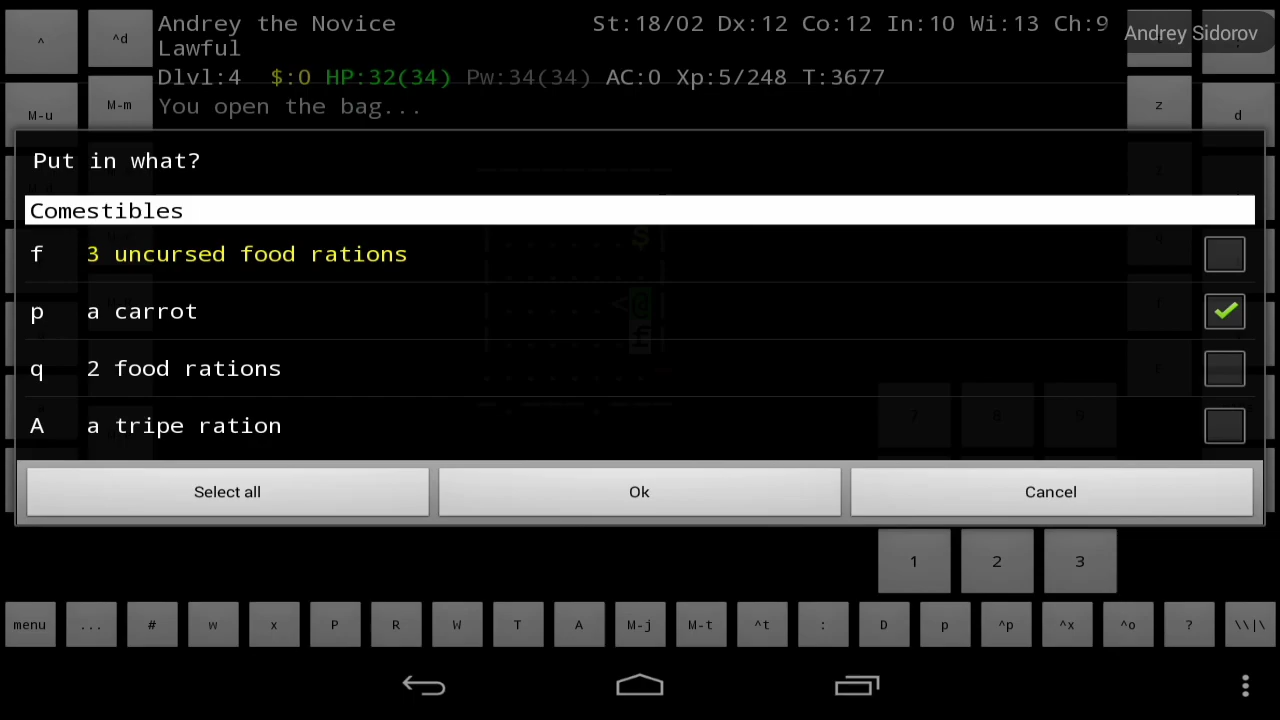 ^ ^d Andrey the Novice St:18/02 Dx:12 Co:12 In:10 Wi:13 Ch:9 Andrey Sidorov
Lawful
Dlvl:4 $:0 HP:32(34) Pw:34(34) AC:0 Xp:5/248 T:3677
M-u M-m You open the bag... z d
Put in what?
Comestibles
f 3 uncursed food rations
p a carrot
q 2 food rations
A a tripe ration
Select all Ok Cancel
1 2 3
menu ... # w x P R W T A M-j M-t ^t : D p ^p ^x ^o ? \\|\